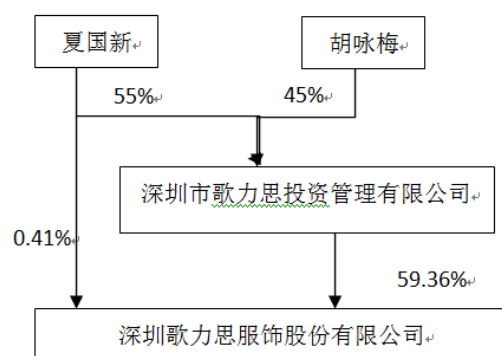 夏国新
胡咏梅
55%
45%
深圳市歌力思投资管理有限公司
0.41%
59.36%
深圳歌力思服饰股份有限公司